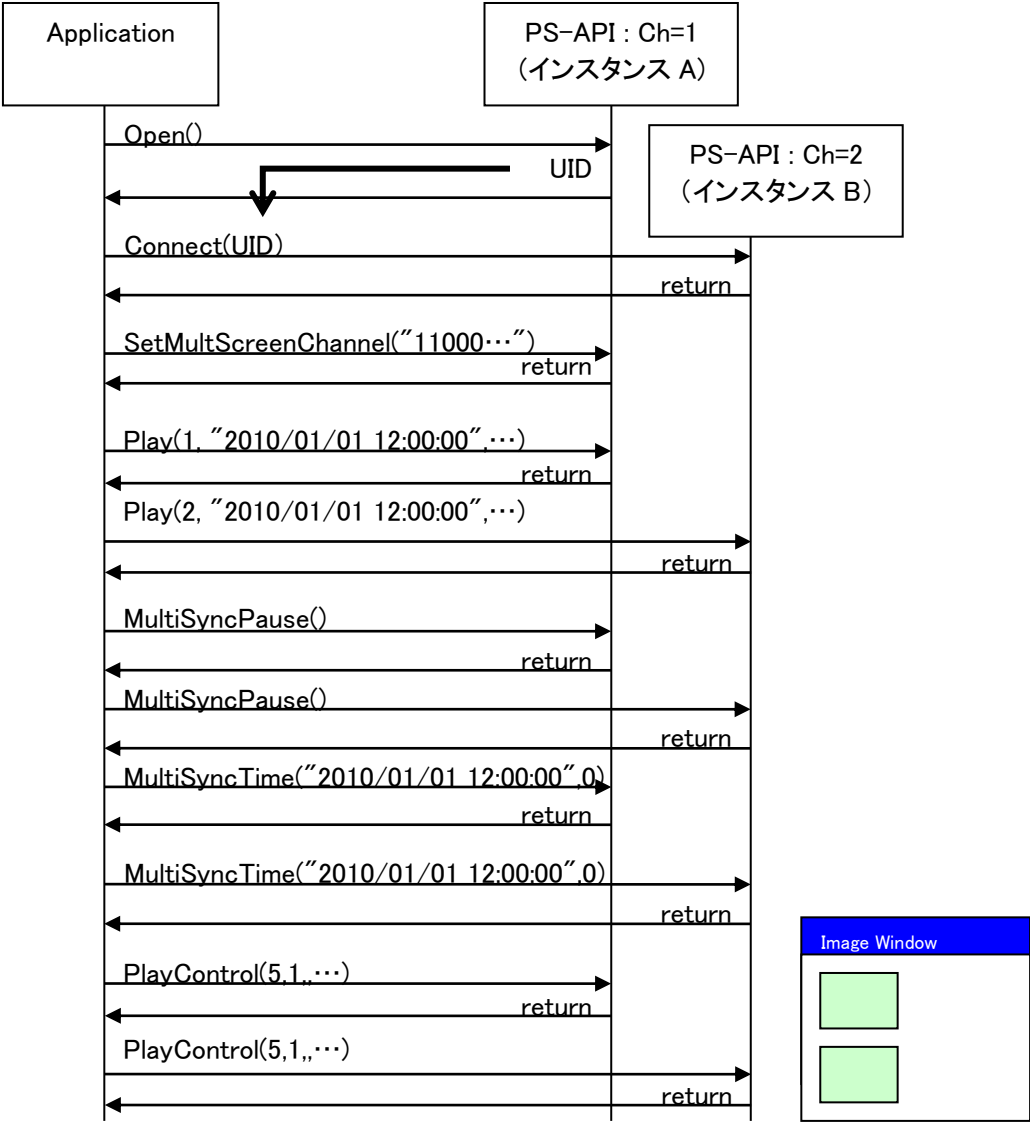 Application
PS-API : Ch=1
(インスタンス A)
PS-API : Ch=2
(インスタンス B)
Open()
UID
Connect(UID)
return
SetMultScreenChannel("11000･･･")
return
Play(1, "2010/01/01 12:00:00",･･･)
return
Play(2, "2010/01/01 12:00:00",･･･)
return
MultiSyncPause()
return
MultiSyncPause()
return
MultiSyncTime("2010/01/01 12:00:00",0)
return
MultiSyncTime("2010/01/01 12:00:00",0)
return
Image Window
PlayControl(5,1,,･･･)
return
PlayControl(5,1,,･･･)
return